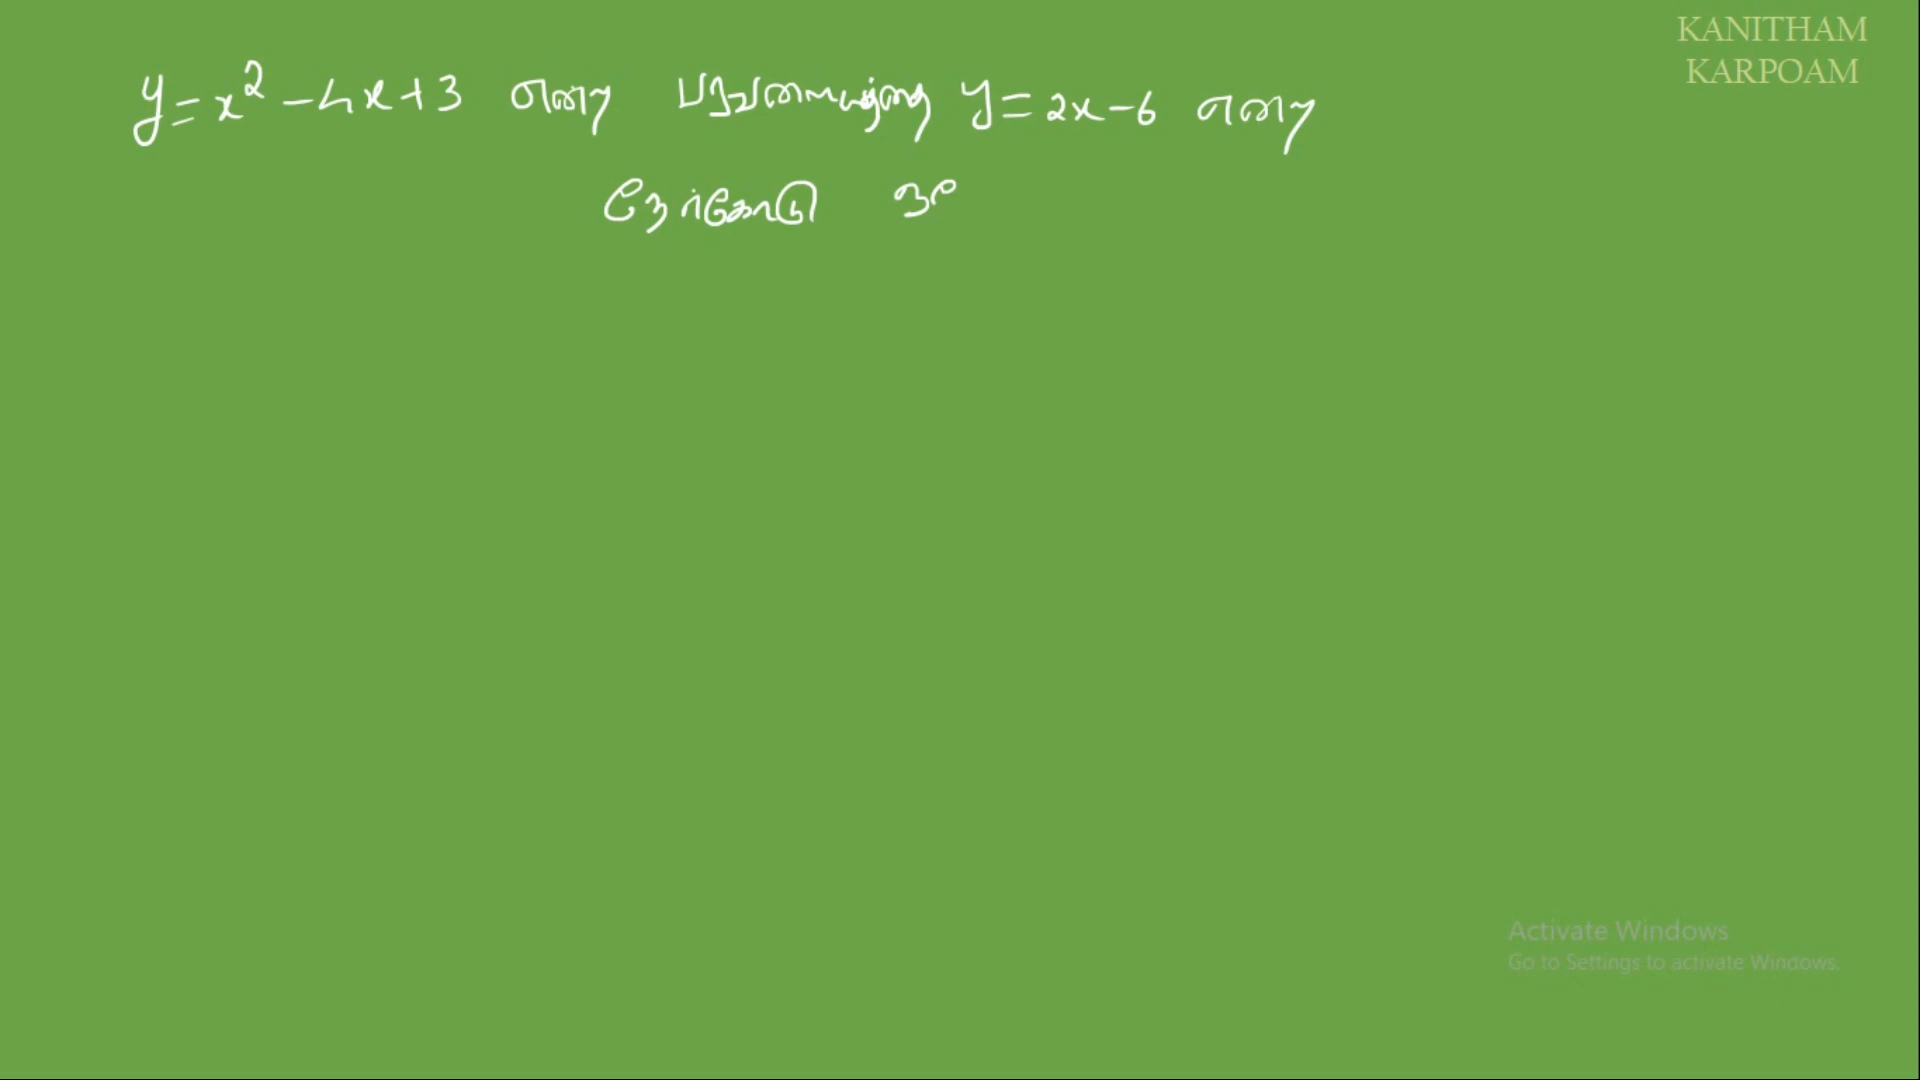 KANITHAM
KARPOAM
y = x² - 4x + 3 என்ற பரவளையத்தை y = 2x - 6 என்ற
நேர்கோடு
Activate Windows
Go to Settings to activate Windows.